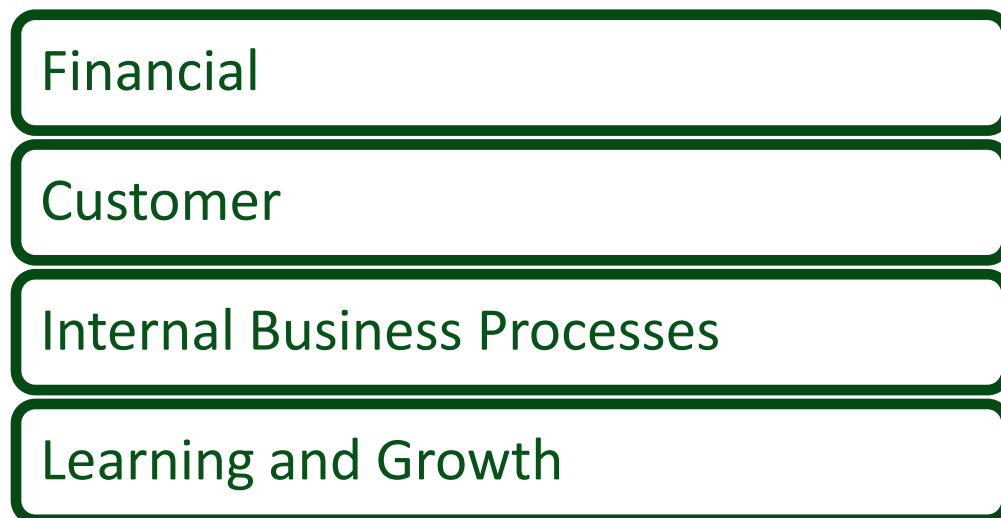 Financial
Customer
Internal Business Processes
Learning and Growth